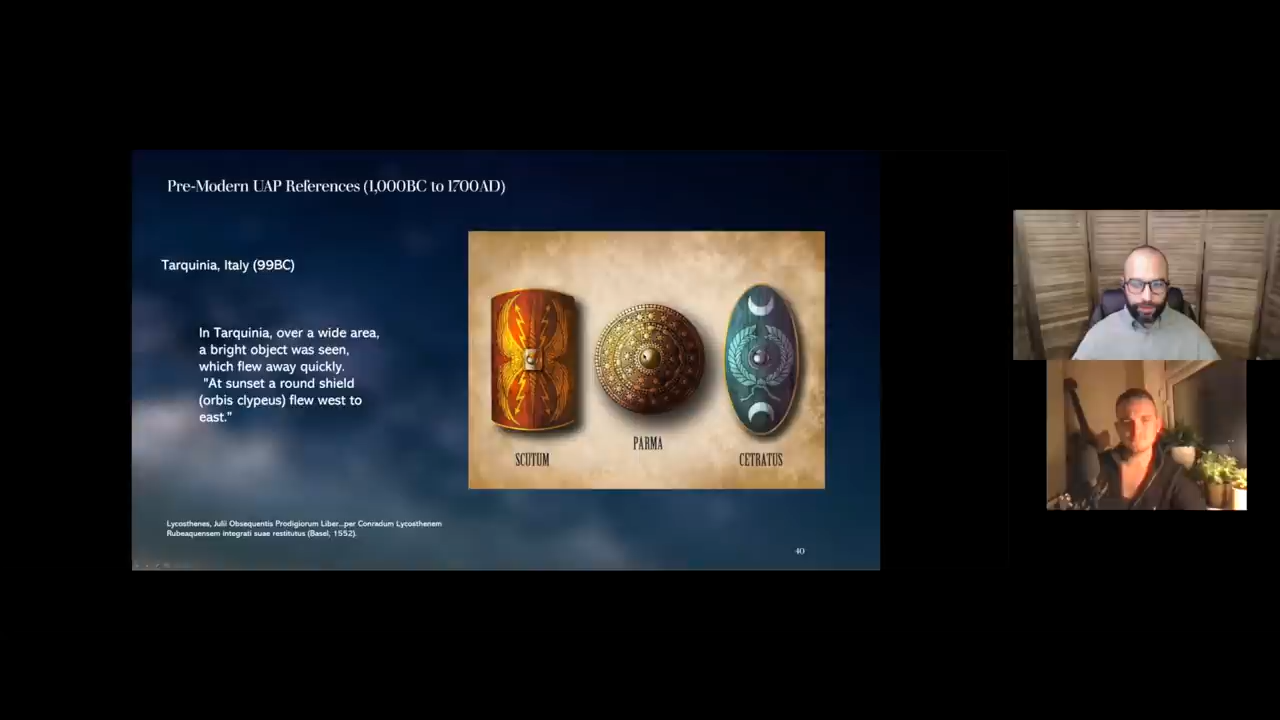 Pre-Modern UAP References (1,000BC to 1700AD)
Tarquinia, Italy (99BC)
In Tarquinia, over a wide area,
a bright object was seen,
which flew away quickly.
"At sunset a round shield
(orbis clypeus) flew west to
east."
SCUTUM
PARMA
CETRATUS
Lycosthenes, Julii Obsequentis Prodigiorum Liber...per Conradum Lycosthenem
Rubeaquensem integrati suae restitutus (Basel, 1552).
40